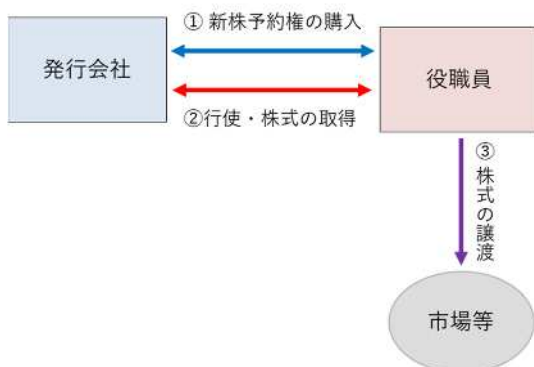 ① 新株予約権の購入
発行会社
役職員
②行使・株式の取得
③株式の譲渡
市場等